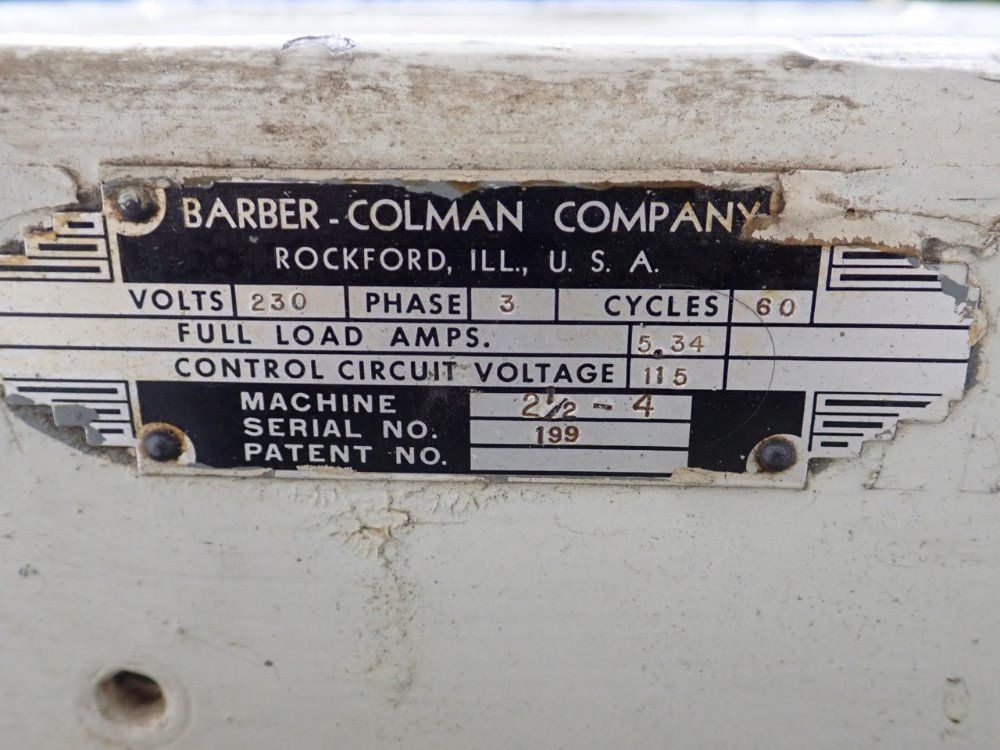 BARBER-COLMAN COMPANY
ROCKFORD, ILL., U. S. A.
VOLTS 230 PHASE 3 CYCLES 60
FULL LOAD AMPS. 5.34
CONTROL CIRCUIT VOLTAGE 115
MACHINE 2½-4
SERIAL NO. 199
PATENT NO.